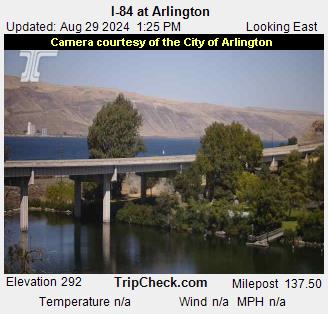 I-84 at Arlington
Updated: Aug 29 2024 1:25 PM Looking East
Camera courtesy of the City of Arlington
Elevation 292 TripCheck.com Milepost 137.50
Temperature n/a Wind n/a MPH n/a